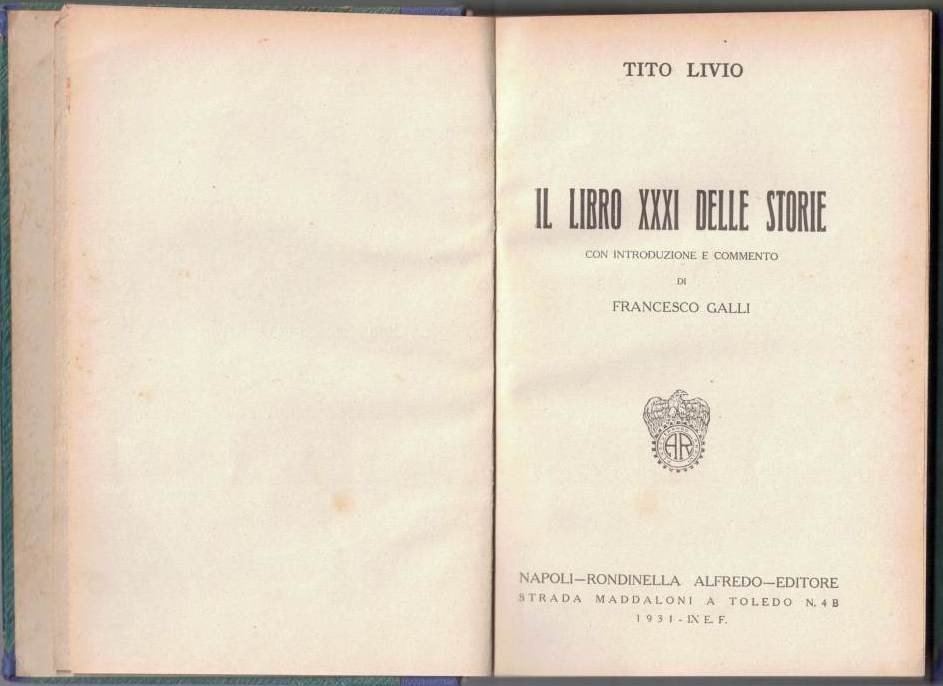 TITO LIVIO
IL LIBRO XXXI DELLE STORIE
CON INTRODUZIONE E COMMENTO
DI
FRANCESCO GALLI
AR
NAPOLI—RONDINELLA ALFREDO—EDITORE
STRADA MADDALONI A TOLEDO N. 4 B
1931 - IX E. F.